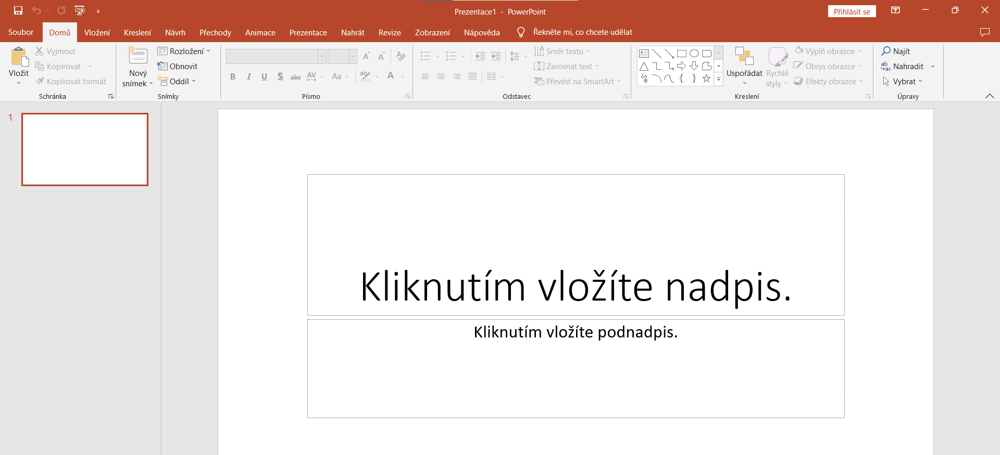 Prezentace1 - PowerPoint
Přihlásit se
Soubor Domů Vložení Kreslení Návrh Přechody Animace Prezentace Nahrát Revize Zobrazení Nápověda Řekněte mi, co chcete udělat
Vložit
Vyjmout
Kopírovat
Kopírovat formát
Schránka
Nový
snímek
Rozložení
Obnovit
Oddíl
Snímky
B I U S abc AV Aa A
Písmo
Směr textu
Zarovnat text
Převést na SmartArt
Odstavec
Uspořádat
Rychlé
styly
Výplň obrazce
Obrys obrazce
Efekty obrazce
Kreslení
Najít
Nahradit
Vybrat
Úpravy
1
Kliknutím vložíte nadpis.
Kliknutím vložíte podnadpis.